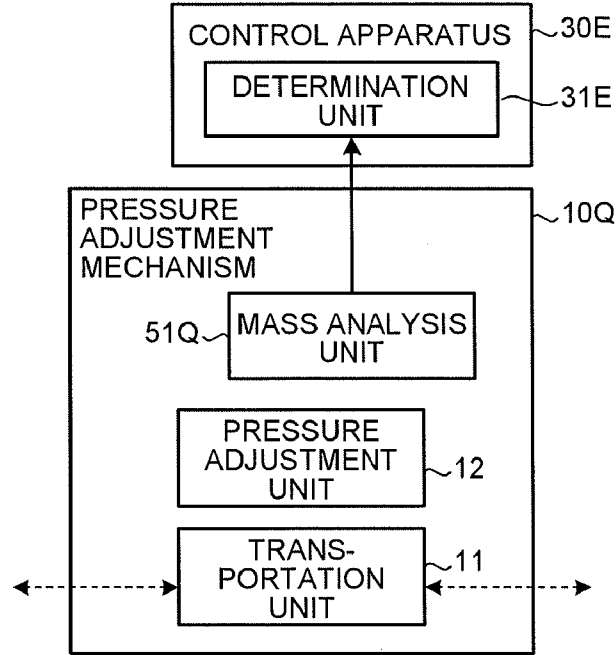 CONTROL APPARATUS
30E
DETERMINATION
UNIT
31E
PRESSURE
ADJUSTMENT
MECHANISM
10Q
51Q
MASS ANALYSIS
UNIT
PRESSURE
ADJUSTMENT
UNIT
12
TRANS-
PORTATION
UNIT
11